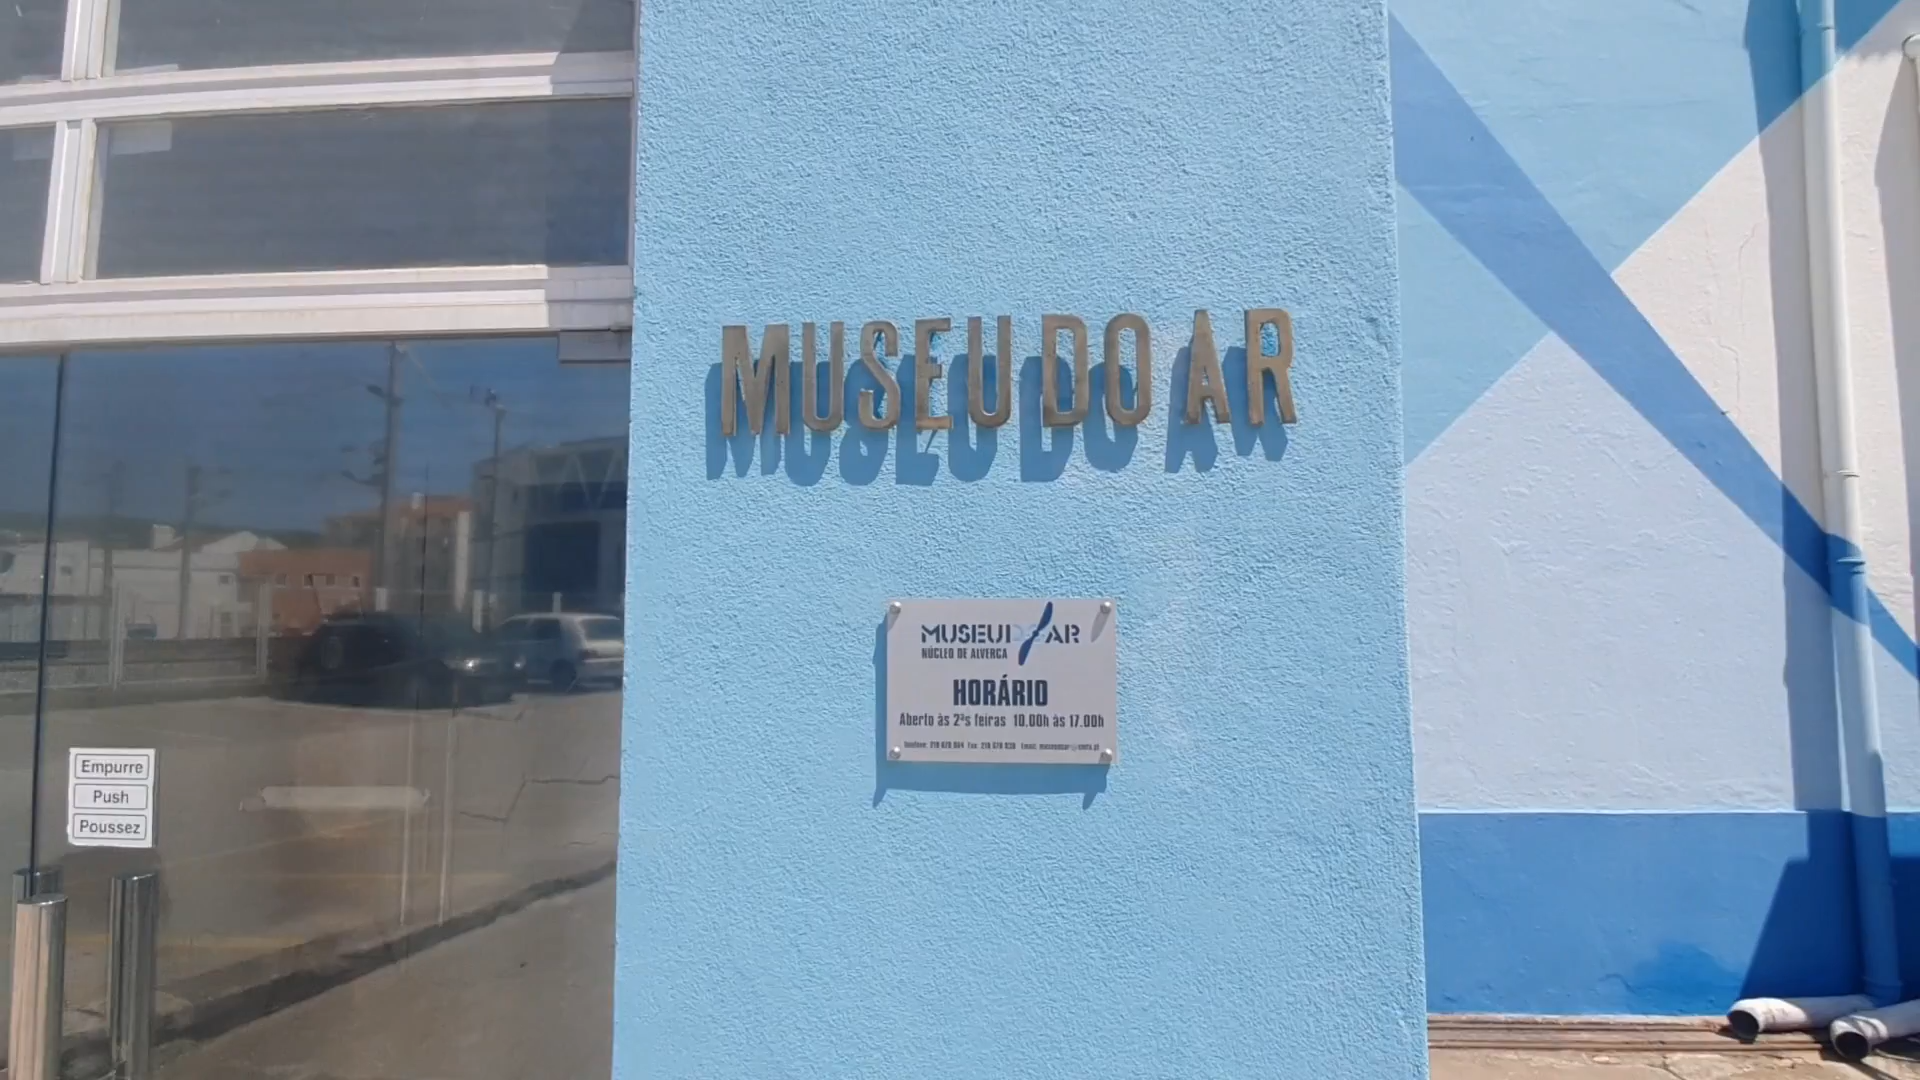 MUSEU DO AR
MUSEU DO AR
NÚCLEO DE ALVERCA
HORÁRIO
Aberto às 2ªs feiras 10.00h às 17.00h
Empurre
Push
Poussez